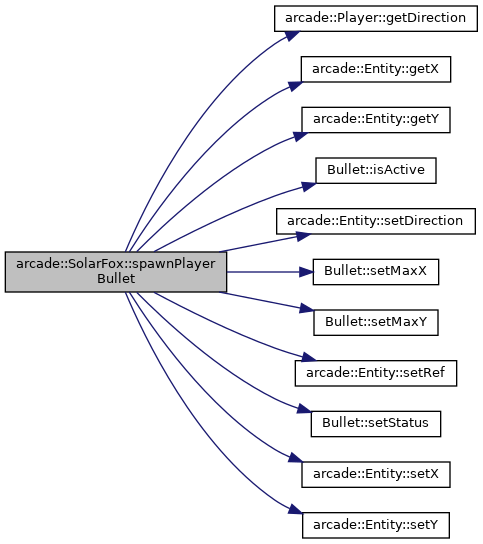 arcade::Player::getDirection
arcade::Entity::getX
arcade::Entity::getY
Bullet::isActive
arcade::Entity::setDirection
arcade::SolarFox::spawnPlayer
Bullet
Bullet::setMaxX
Bullet::setMaxY
arcade::Entity::setRef
Bullet::setStatus
arcade::Entity::setX
arcade::Entity::setY